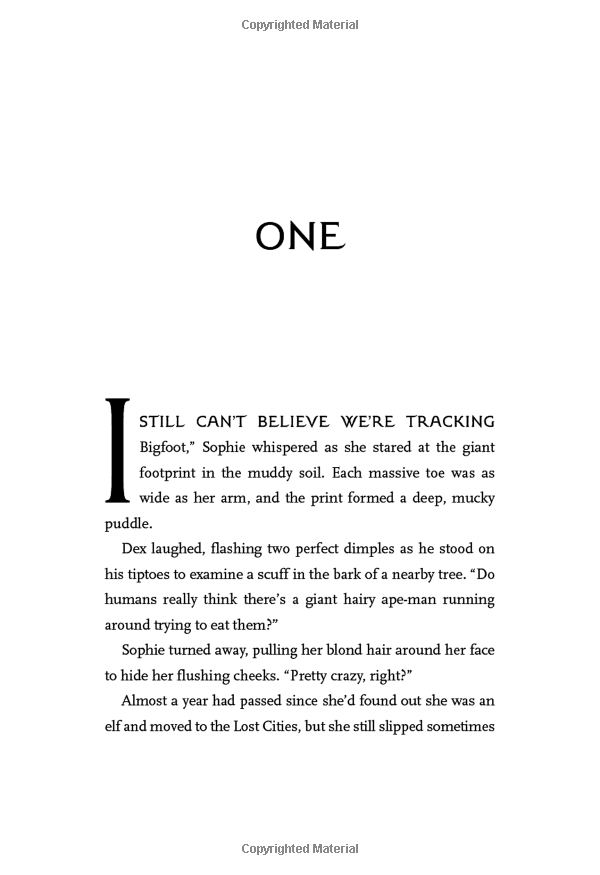 Copyrighted Material
ONE
I STILL CAN'T BELIEVE WE'RE TRACKING
Bigfoot,” Sophie whispered as she stared at the giant
footprint in the muddy soil. Each massive toe was as
wide as her arm, and the print formed a deep, mucky
puddle.
Dex laughed, flashing two perfect dimples as he stood on
his tiptoes to examine a scuff in the bark of a nearby tree. “Do
humans really think there’s a giant hairy ape-man running
around trying to eat them?”
Sophie turned away, pulling her blond hair around her face
to hide her flushing cheeks. “Pretty crazy, right?”
Almost a year had passed since she’d found out she was an
elf and moved to the Lost Cities, but she still slipped sometimes
Copyrighted Material